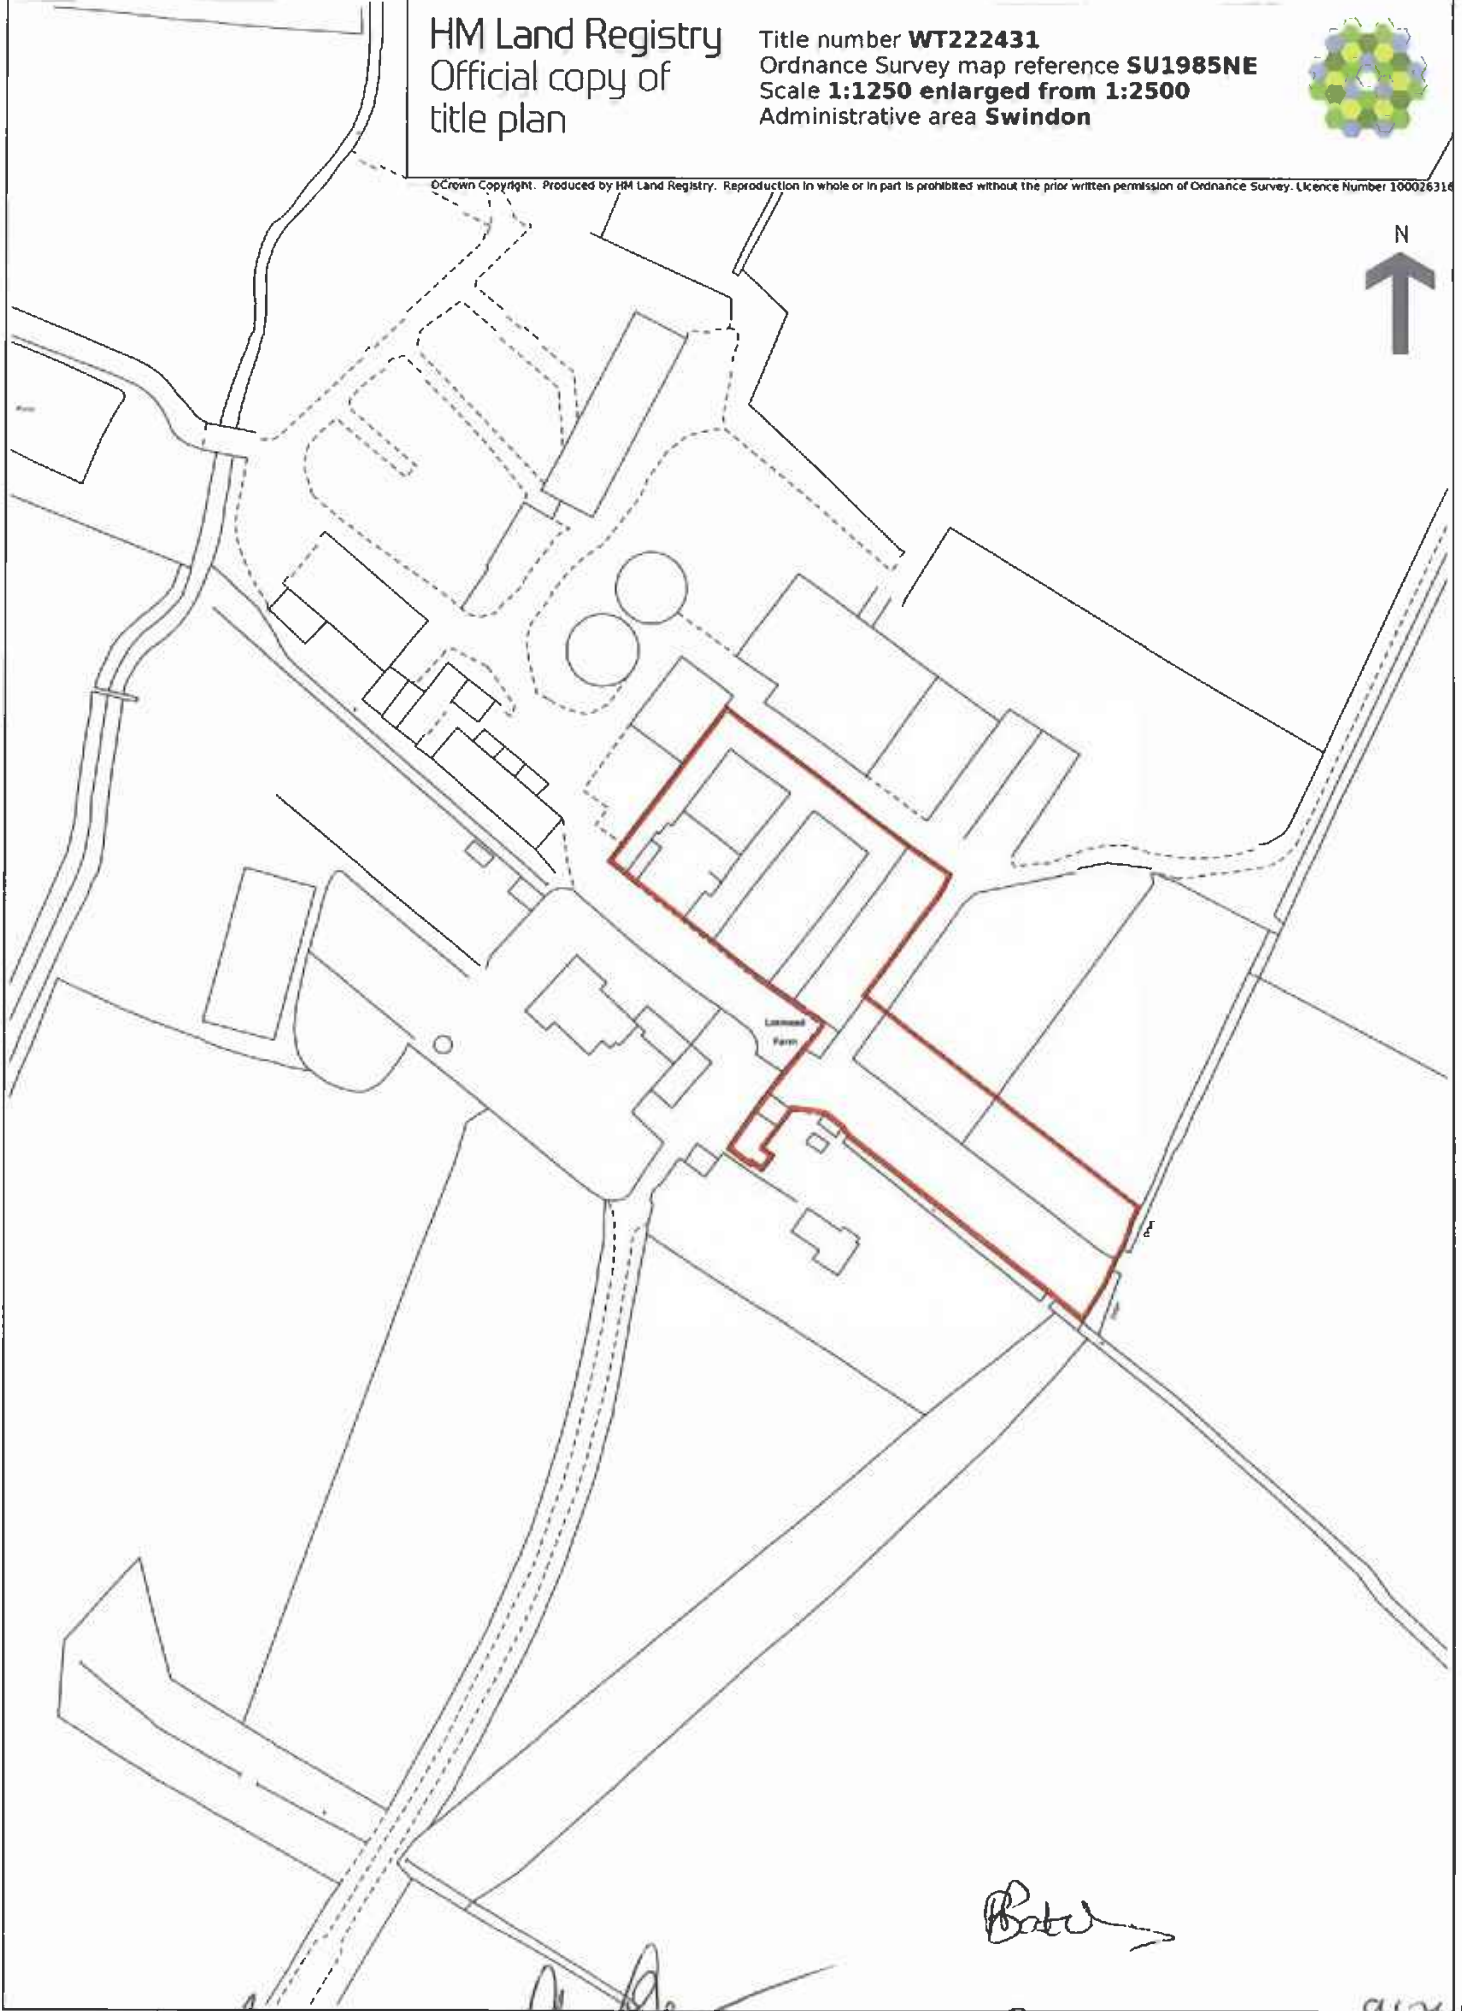 HM Land Registry
Official copy of
title plan
Title number WT222431
Ordnance Survey map reference SU1985NE
Scale 1:1250 enlarged from 1:2500
Administrative area Swindon
©Crown Copyright. Produced by HM Land Registry. Reproduction in whole or in part is prohibited without the prior written permission of Ordnance Survey. Licence Number 100026316
N
Farm